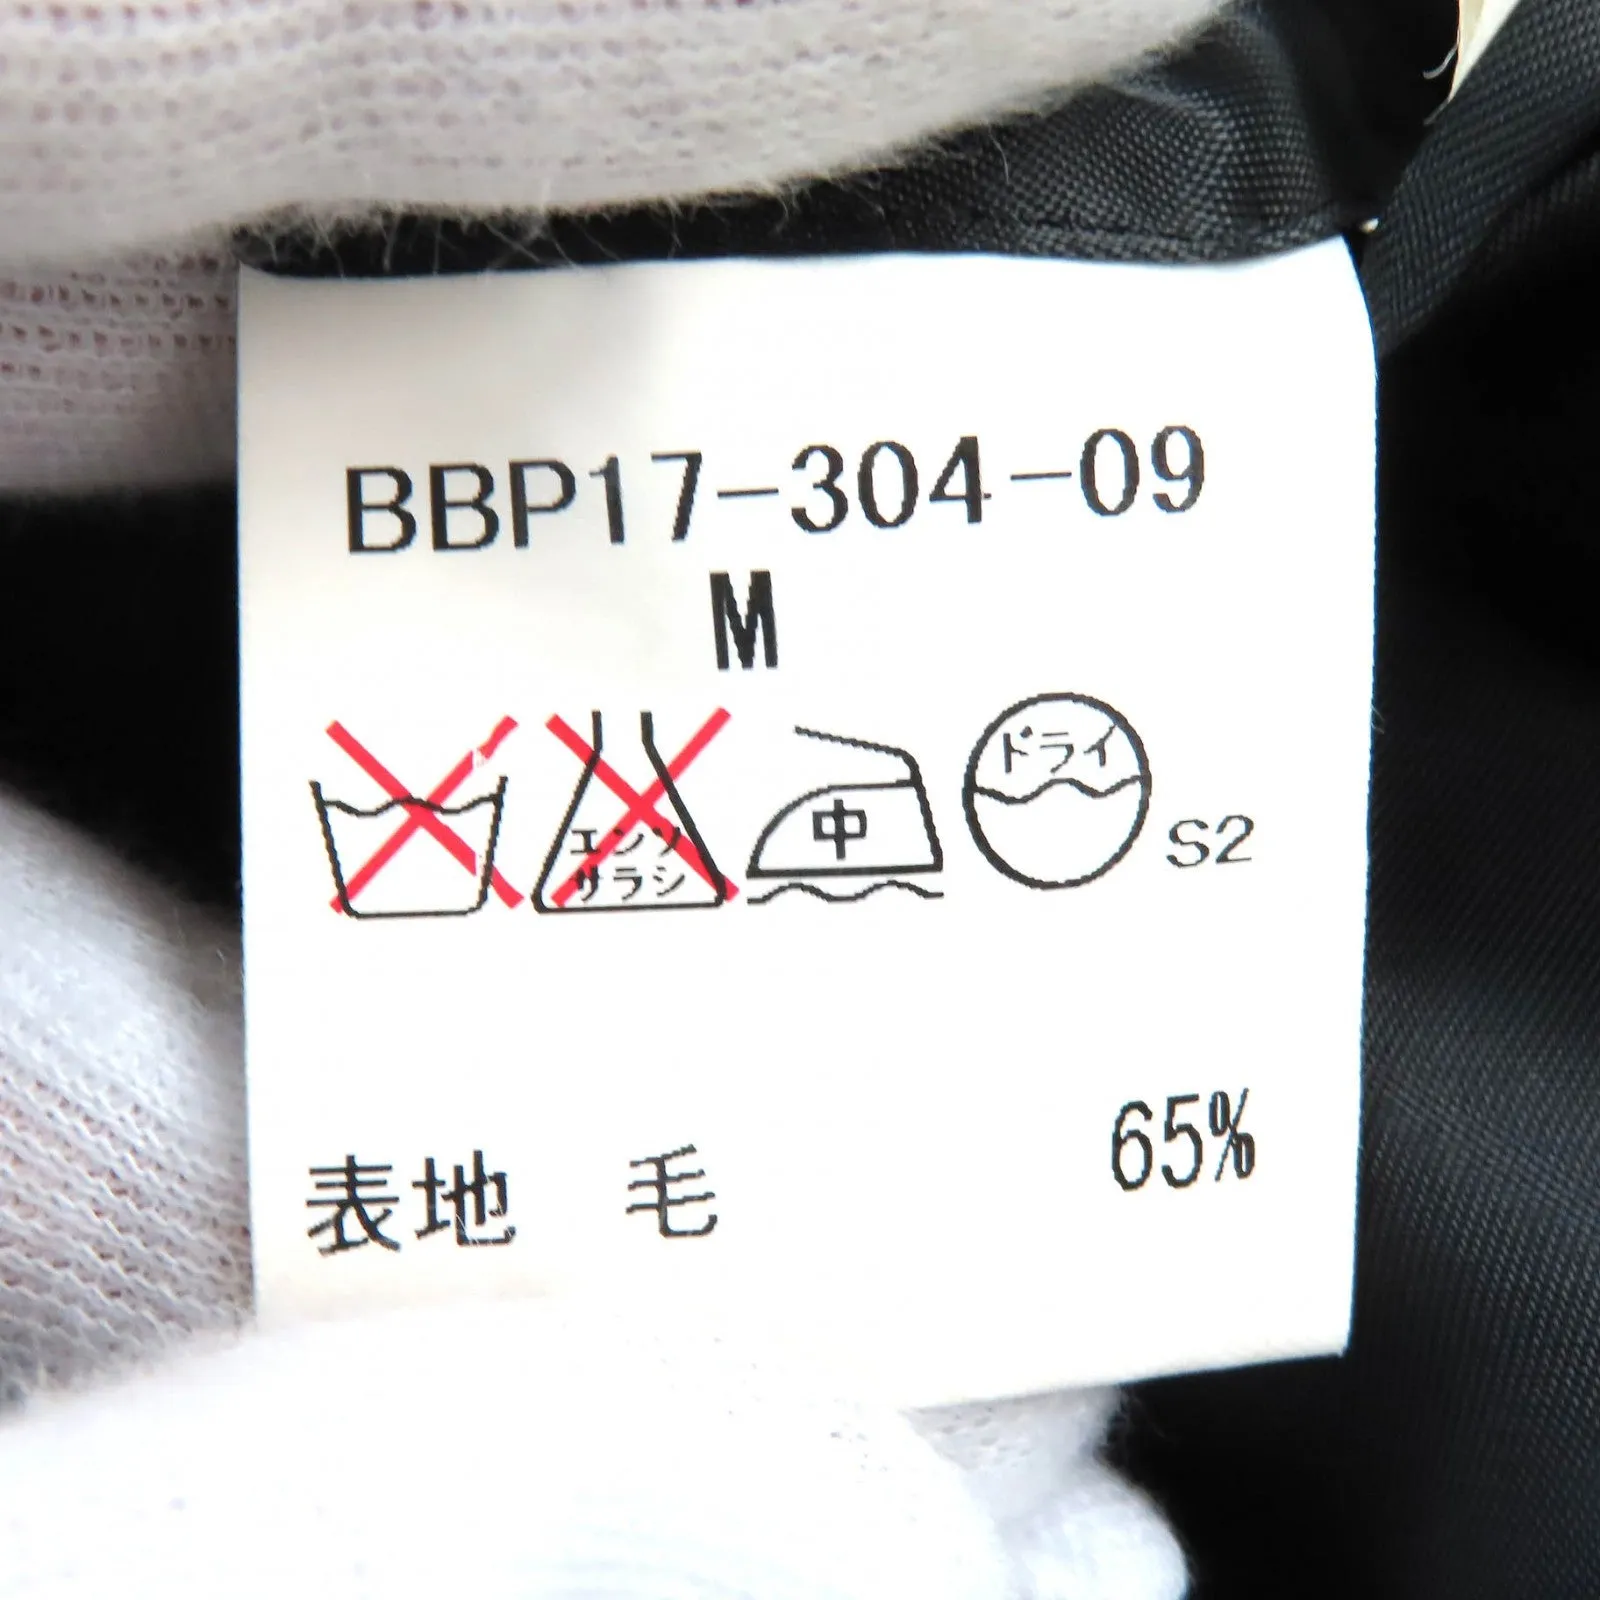 BBP17-304-09
M
エンソ
サラシ
中
ドライ
S2
表地 毛 65%